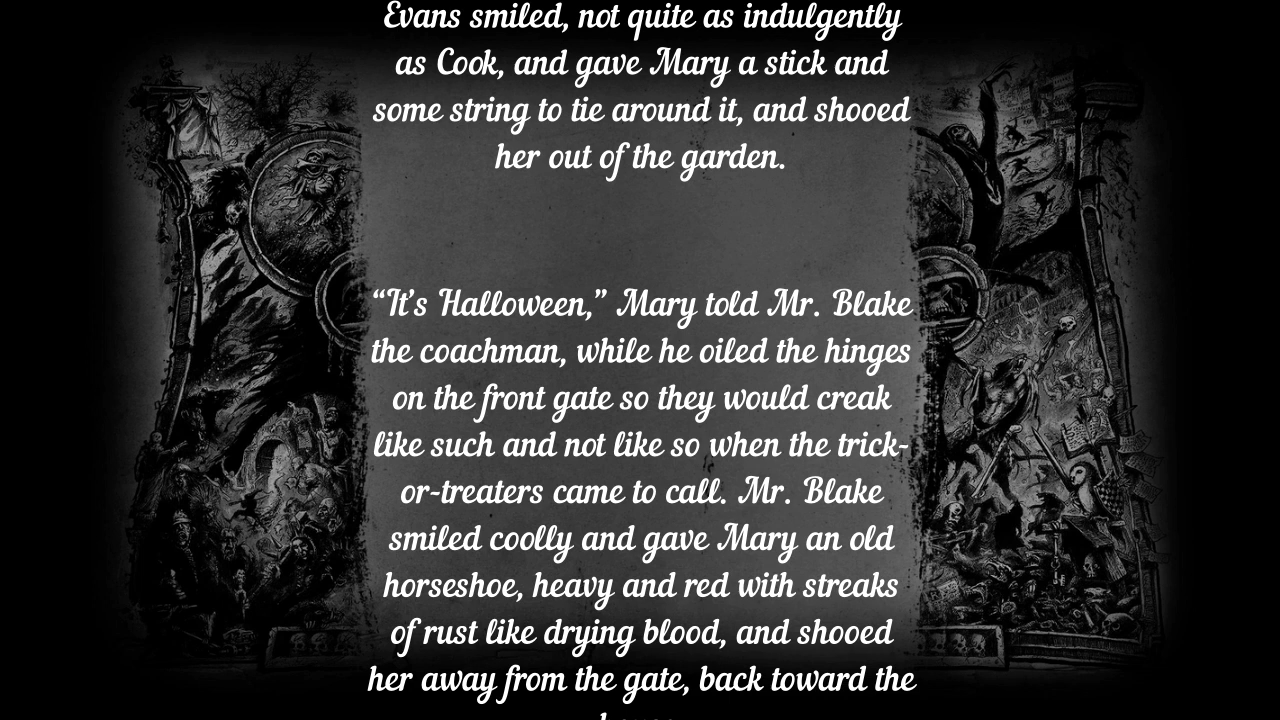 Evans smiled, not quite as indulgently
as Cook, and gave Mary a stick and
some string to tie around it, and shooed
her out of the garden.
“It’s Halloween,” Mary told Mr. Blake
the coachman, while he oiled the hinges
on the front gate so they would creak
like such and not like so when the trick-
or-treaters came to call. Mr. Blake
smiled coolly and gave Mary an old
horseshoe, heavy and red with streaks
of rust like drying blood, and shooed
her away from the gate, back toward the